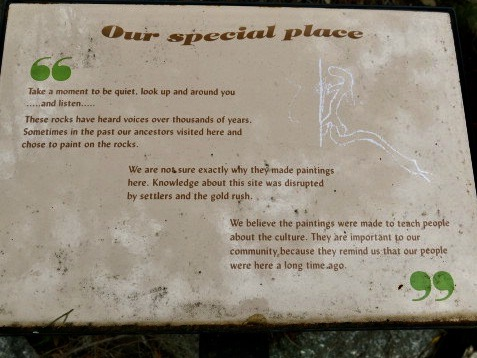 Our special place
“
Take a moment to be quiet, look up and around you
.....and listen.....
These rocks have heard voices over thousands of years.
Sometimes in the past our ancestors visited here and
chose to paint on the rocks.
We are not sure exactly why they made paintings
here. Knowledge about this site was disrupted
by settlers and the gold rush.
We believe the paintings were made to teach people
about the culture. They are important to our
community because they remind us that our people
were here a long time ago.
”